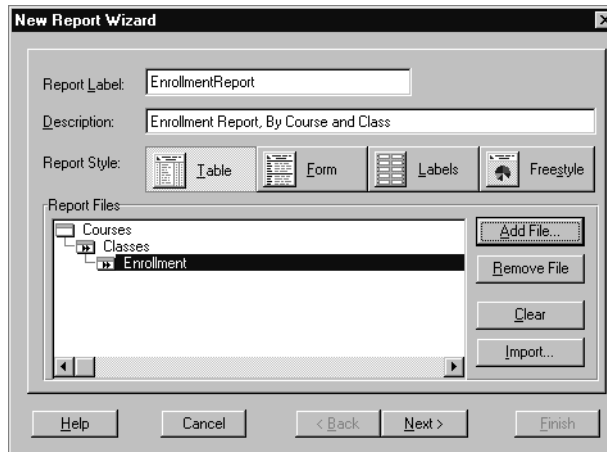 New Report Wizard
Report Label: EnrollmentReport
Description: Enrollment Report, By Course and Class
Report Style: Table Form Labels Freestyle
Report Files
Courses
Classes
Enrollment
Add File...
Remove File
Clear
Import...
Help Cancel < Back Next > Finish